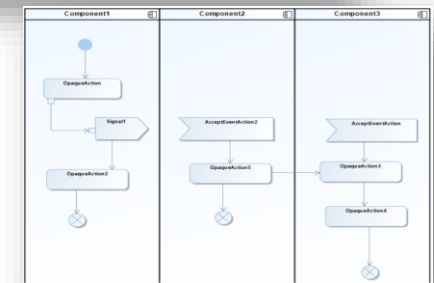 Component1 Component2 Component3
OpaqueAction
Signal1 AcceptEventAction2 AcceptEventAction
OpaqueAction2 OpaqueAction5 OpaqueAction3
OpaqueAction4